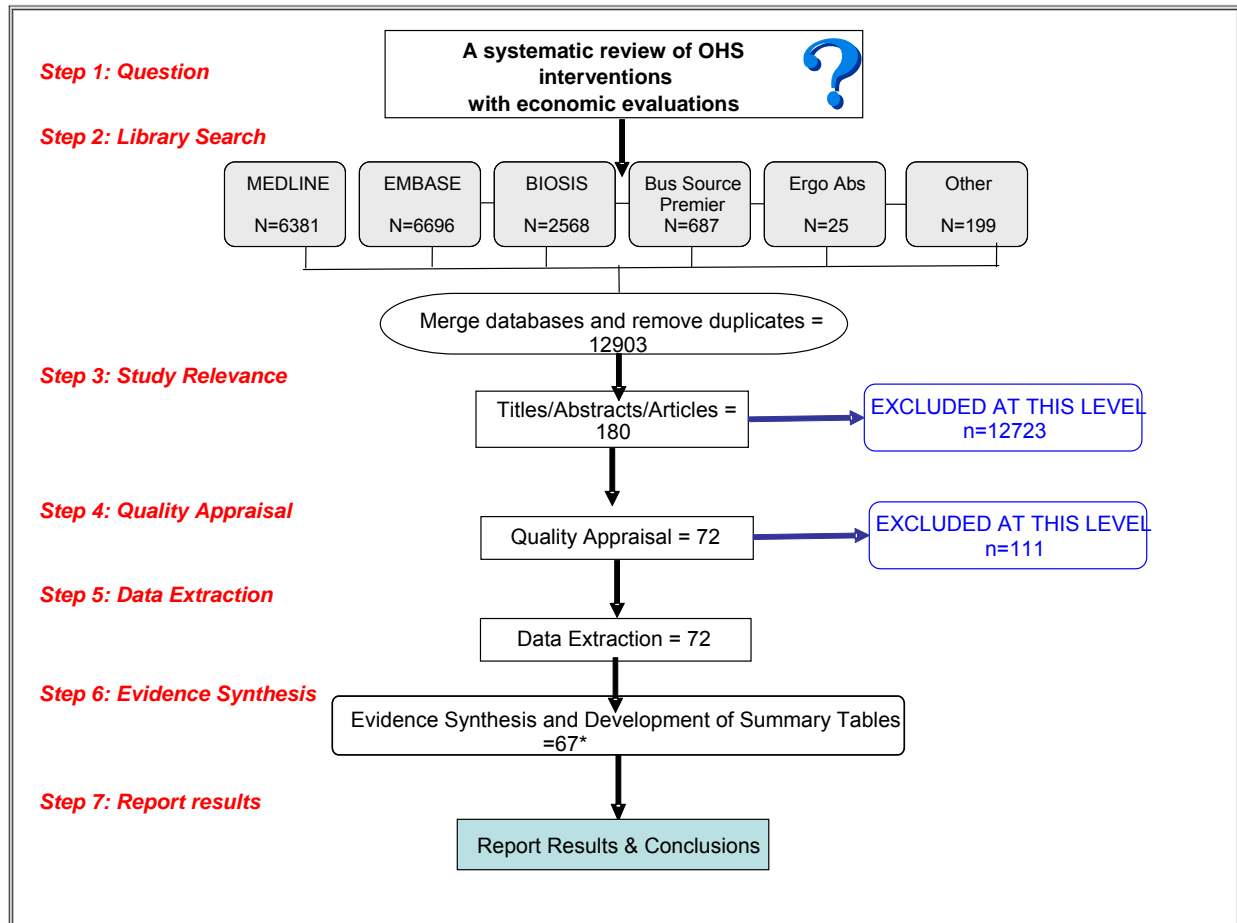 Step 1: Question
A systematic review of OHS
interventions
with economic evaluations
?
Step 2: Library Search
MEDLINE
N=6381
EMBASE
N=6696
BIOSIS
N=2568
Bus Source
Premier
N=687
Ergo Abs
N=25
Other
N=199
Merge databases and remove duplicates =
12903
Step 3: Study Relevance
Titles/Abstracts/Articles =
180
EXCLUDED AT THIS LEVEL
n=12723
Step 4: Quality Appraisal
Quality Appraisal = 72
EXCLUDED AT THIS LEVEL
n=111
Step 5: Data Extraction
Data Extraction = 72
Step 6: Evidence Synthesis
Evidence Synthesis and Development of Summary Tables
=67*
Step 7: Report results
Report Results & Conclusions